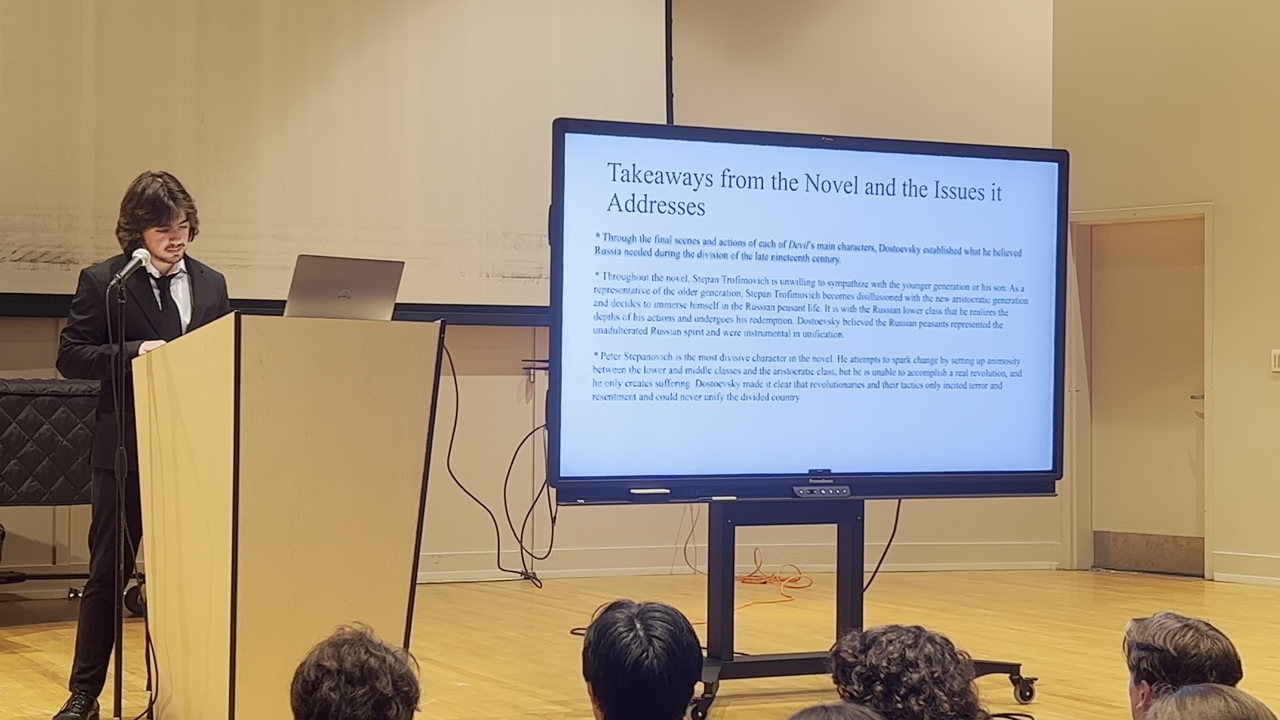 Takeaways from the Novel and the Issues it
Addresses
* Through the final scenes and actions of each of Devil's main characters, Dostoevsky established what he believed
Russia needed during the division of the late nineteenth century.
* Throughout the novel, Stepan Trofimovich is unwilling to sympathize with the younger generation or his son. As a
representative of the older generation, Stepan Trofimovich becomes disillusioned with the new aristocratic generation
and decides to immerse himself in the Russian peasant life. It is with the Russian lower class that he realizes the
depths of his actions and undergoes his redemption. Dostoevsky believed the Russian peasants represented the
unadulterated Russian spirit and were instrumental in unification.
* Peter Stepanovich is the most divisive character in the novel. He attempts to spark change by setting up animosity
between the lower and middle classes and the aristocratic class, but he is unable to accomplish a real revolution, and
he only creates suffering. Dostoevsky made it clear that revolutionaries and their tactics only incited terror and
resentment and could never unify the divided country.
Promethean